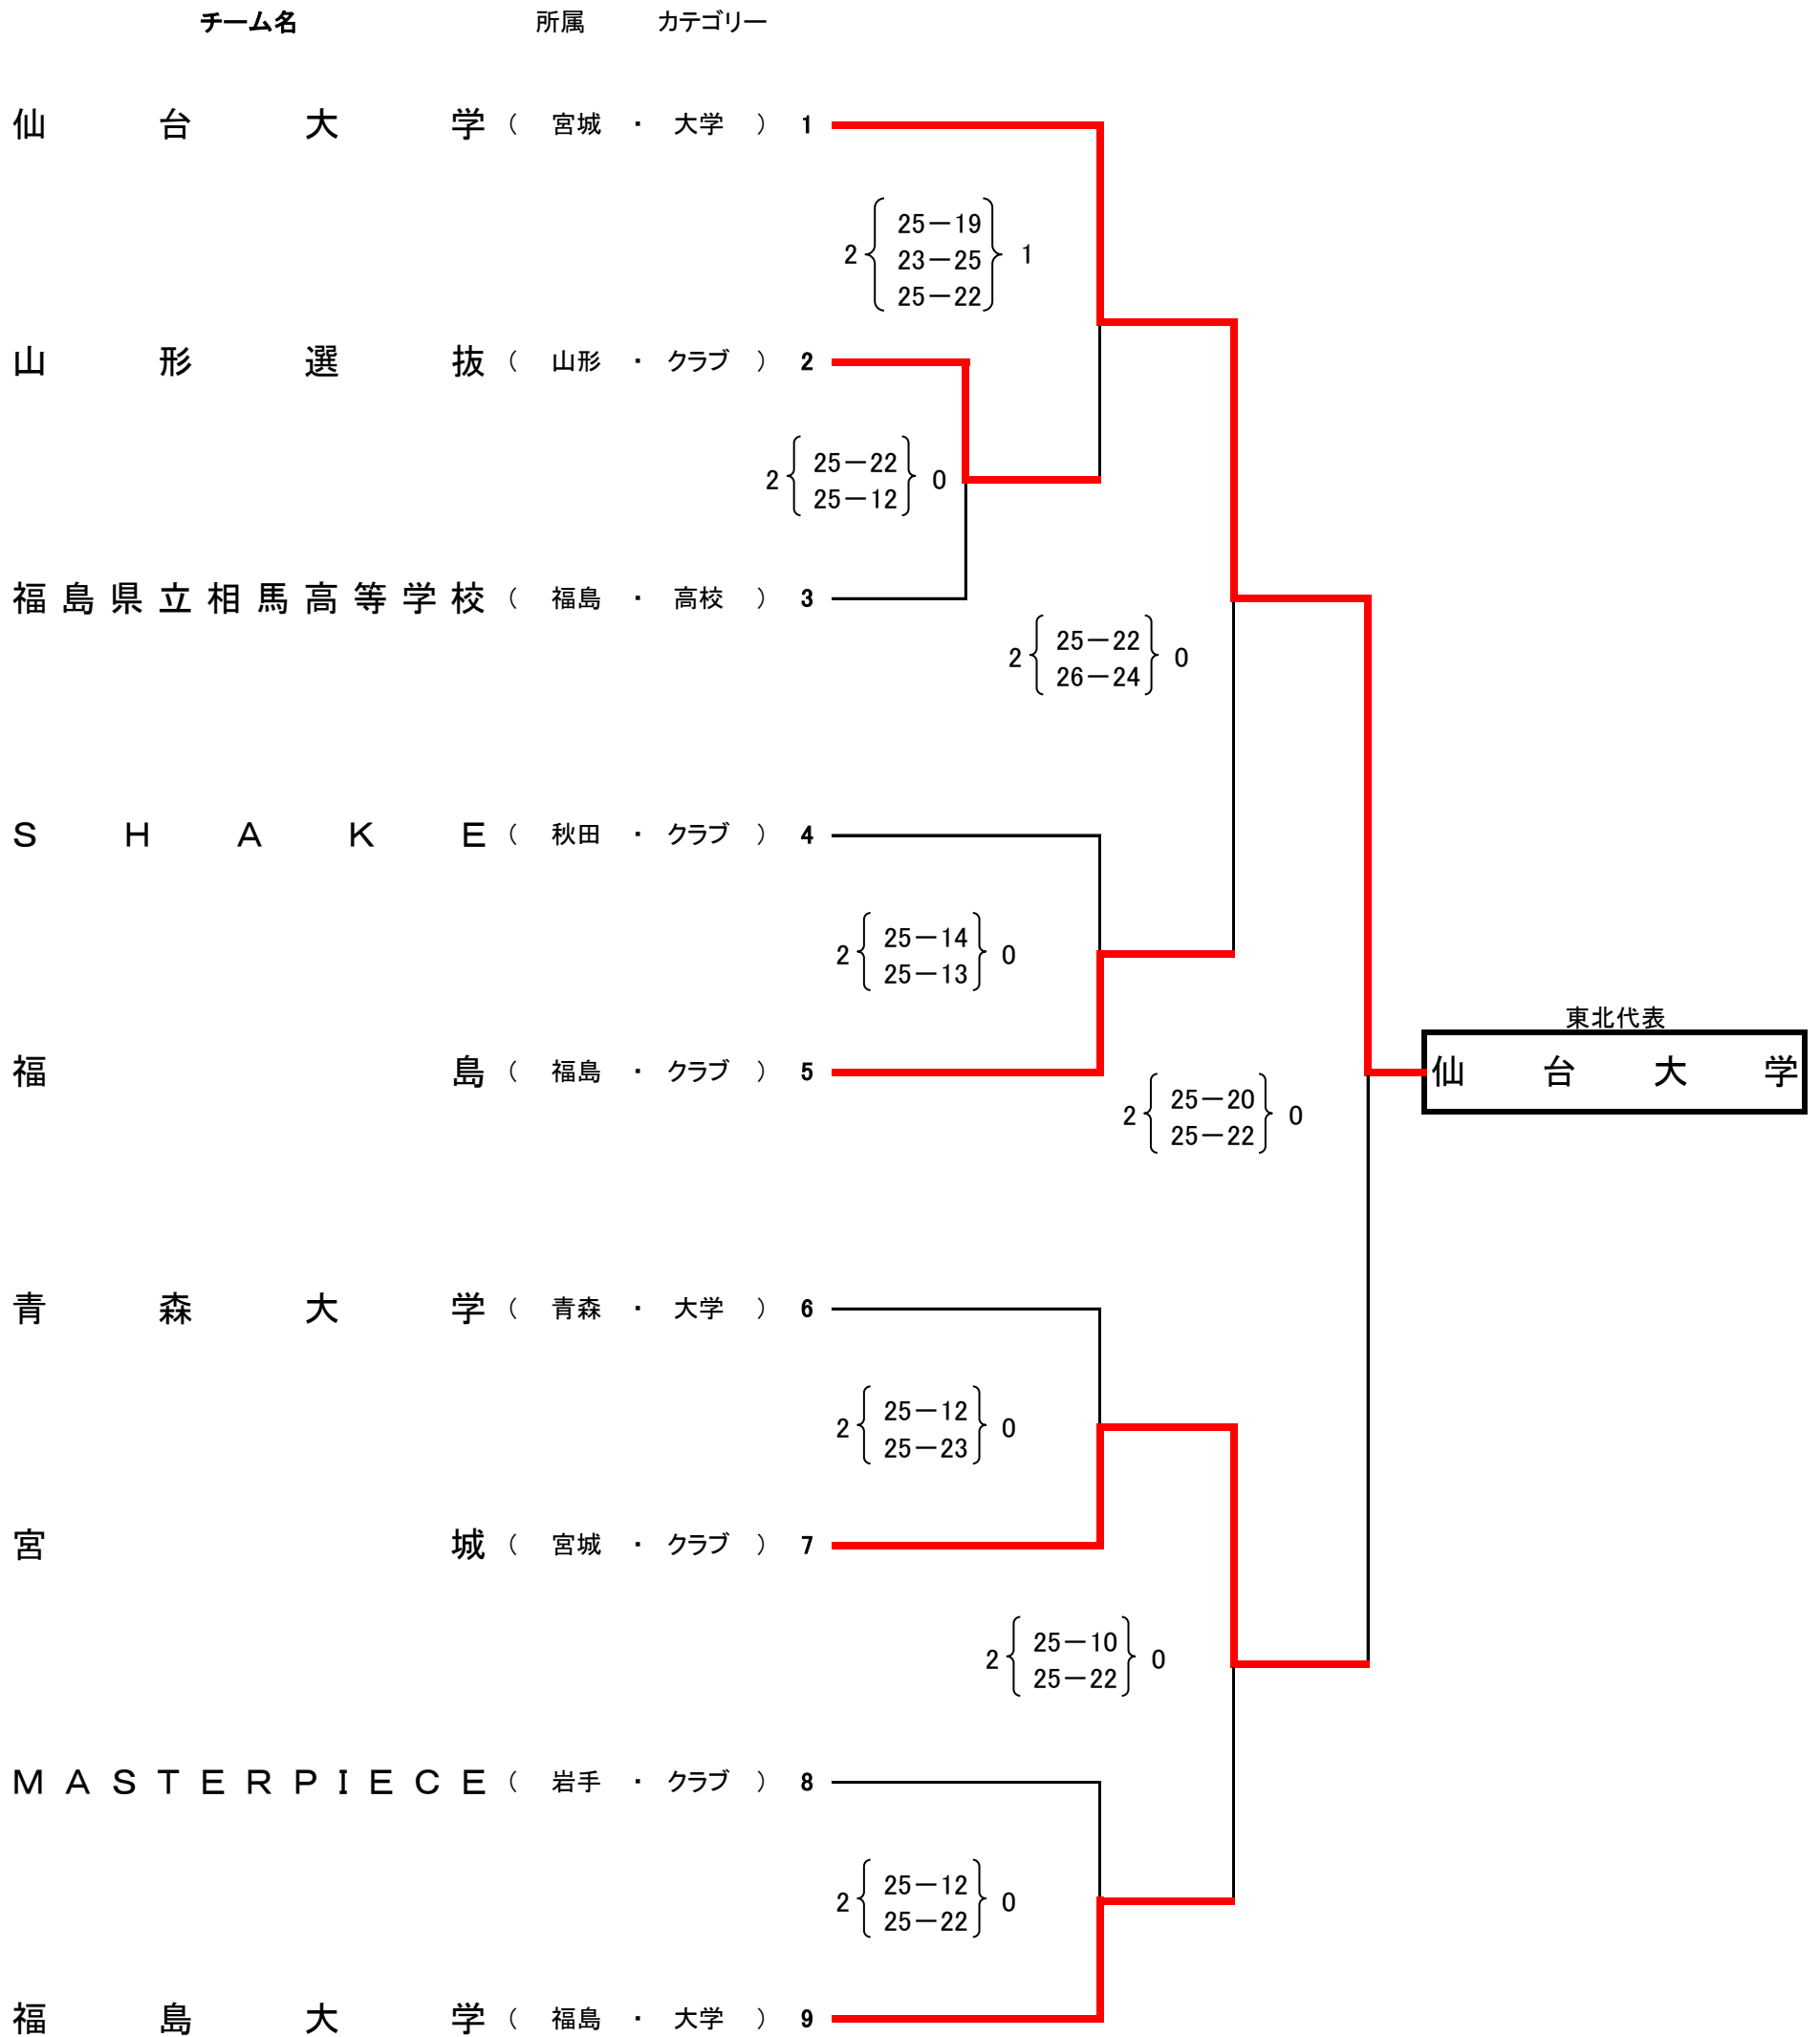 チーム名 所属 カテゴリー
仙台大学 （ 宮城 ・ 大学 ） 1
25－19
2 23－25 1
25－22
山形選抜 （ 山形 ・ クラブ ） 2
25－22
2 0
25－12
福島県立相馬高等学校 （ 福島 ・ 高校 ） 3
25－22
2 0
26－24
ＳＨＡＫＥ （ 秋田 ・ クラブ ） 4
25－14
2 0
25－13
東北代表
福島 （ 福島 ・ クラブ ） 5
仙台大学
25－20
2 0
25－22
青森大学 （ 青森 ・ 大学 ） 6
25－12
2 0
25－23
宮城 （ 宮城 ・ クラブ ） 7
25－10
2 0
25－22
ＭＡＳＴＥＲＰＩＥＣＥ （ 岩手 ・ クラブ ） 8
25－12
2 0
25－22
福島大学 （ 福島 ・ 大学 ） 9